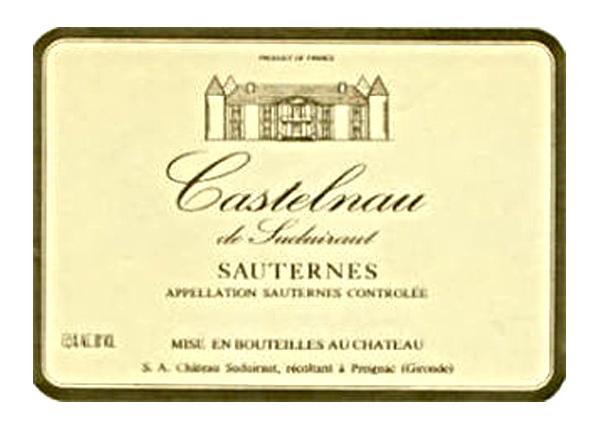 PRODUCT OF FRANCE
Castelnau
de Suduiraut
SAUTERNES
APPELLATION SAUTERNES CONTROLÉE
MISE EN BOUTEILLES AU CHATEAU
S. A. Château Suduiraut, récoltant à Preignac (Gironde)